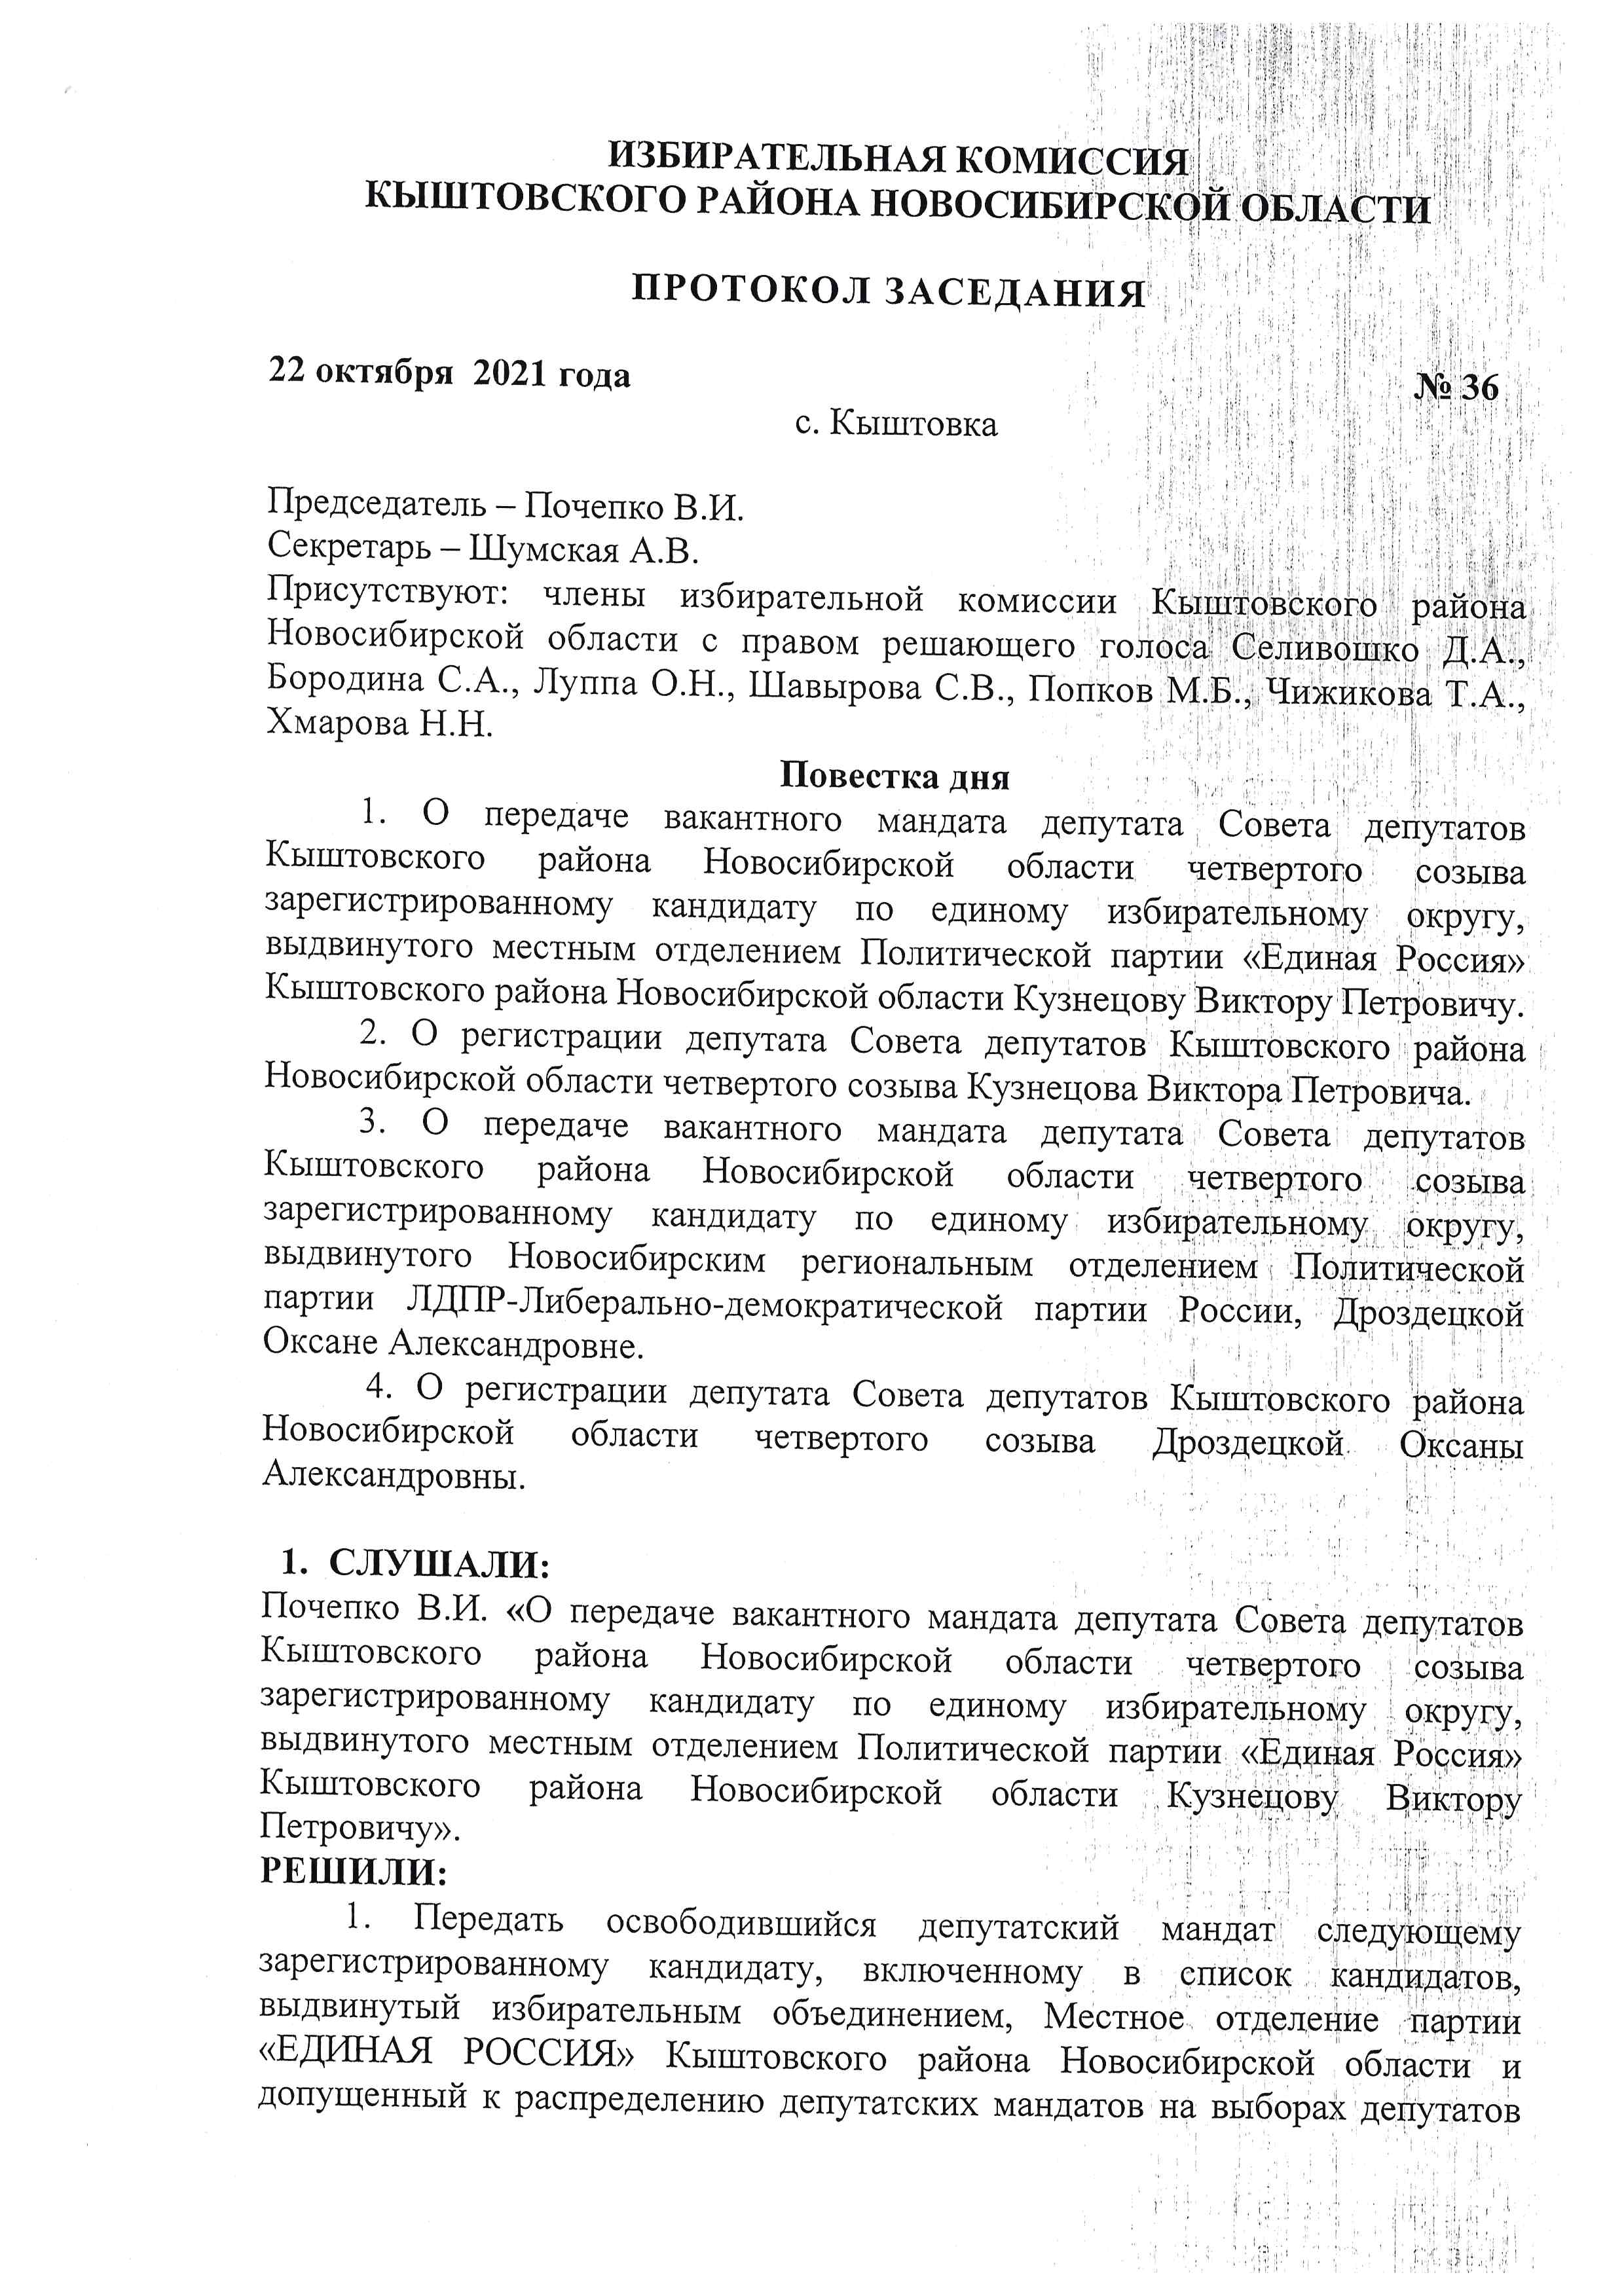 ИЗБИРАТЕЛЬНАЯ КОМИССИЯ
КЫШТОВСКОГО РАЙОНА НОВОСИБИРСКОЙ ОБЛАСТИ
ПРОТОКОЛ ЗАСЕДАНИЯ
22 октября 2021 года № 36
с. Кыштовка
Председатель – Почепко В.И.
Секретарь – Шумская А.В.
Присутствуют: члены избирательной комиссии Кыштовского района
Новосибирской области с правом решающего голоса Селивошко Д.А.,
Бородина С.А., Луппа О.Н., Шавырова С.В., Попков М.Б., Чижикова Т.А.,
Хмарова Н.Н.
Повестка дня
1. О передаче вакантного мандата депутата Совета депутатов
Кыштовского района Новосибирской области четвертого созыва
зарегистрированному кандидату по единому избирательному округу,
выдвинутого местным отделением Политической партии «Единая Россия»
Кыштовского района Новосибирской области Кузнецову Виктору Петровичу.
2. О регистрации депутата Совета депутатов Кыштовского района
Новосибирской области четвертого созыва Кузнецова Виктора Петровича.
3. О передаче вакантного мандата депутата Совета депутатов
Кыштовского района Новосибирской области четвертого созыва
зарегистрированному кандидату по единому избирательному округу,
выдвинутого Новосибирским региональным отделением Политической
партии ЛДПР-Либерально-демократической партии России, Дроздецкой
Оксане Александровне.
4. О регистрации депутата Совета депутатов Кыштовского района
Новосибирской области четвертого созыва Дроздецкой Оксаны
Александровны.
1. СЛУШАЛИ:
Почепко В.И. «О передаче вакантного мандата депутата Совета депутатов
Кыштовского района Новосибирской области четвертого созыва
зарегистрированному кандидату по единому избирательному округу,
выдвинутого местным отделением Политической партии «Единая Россия»
Кыштовского района Новосибирской области Кузнецову Виктору
Петровичу».
РЕШИЛИ:
1. Передать освободившийся депутатский мандат следующему
зарегистрированному кандидату, включенному в список кандидатов,
выдвинутый избирательным объединением, Местное отделение партии
«ЕДИНАЯ РОССИЯ» Кыштовского района Новосибирской области и
допущенный к распределению депутатских мандатов на выборах депутатов